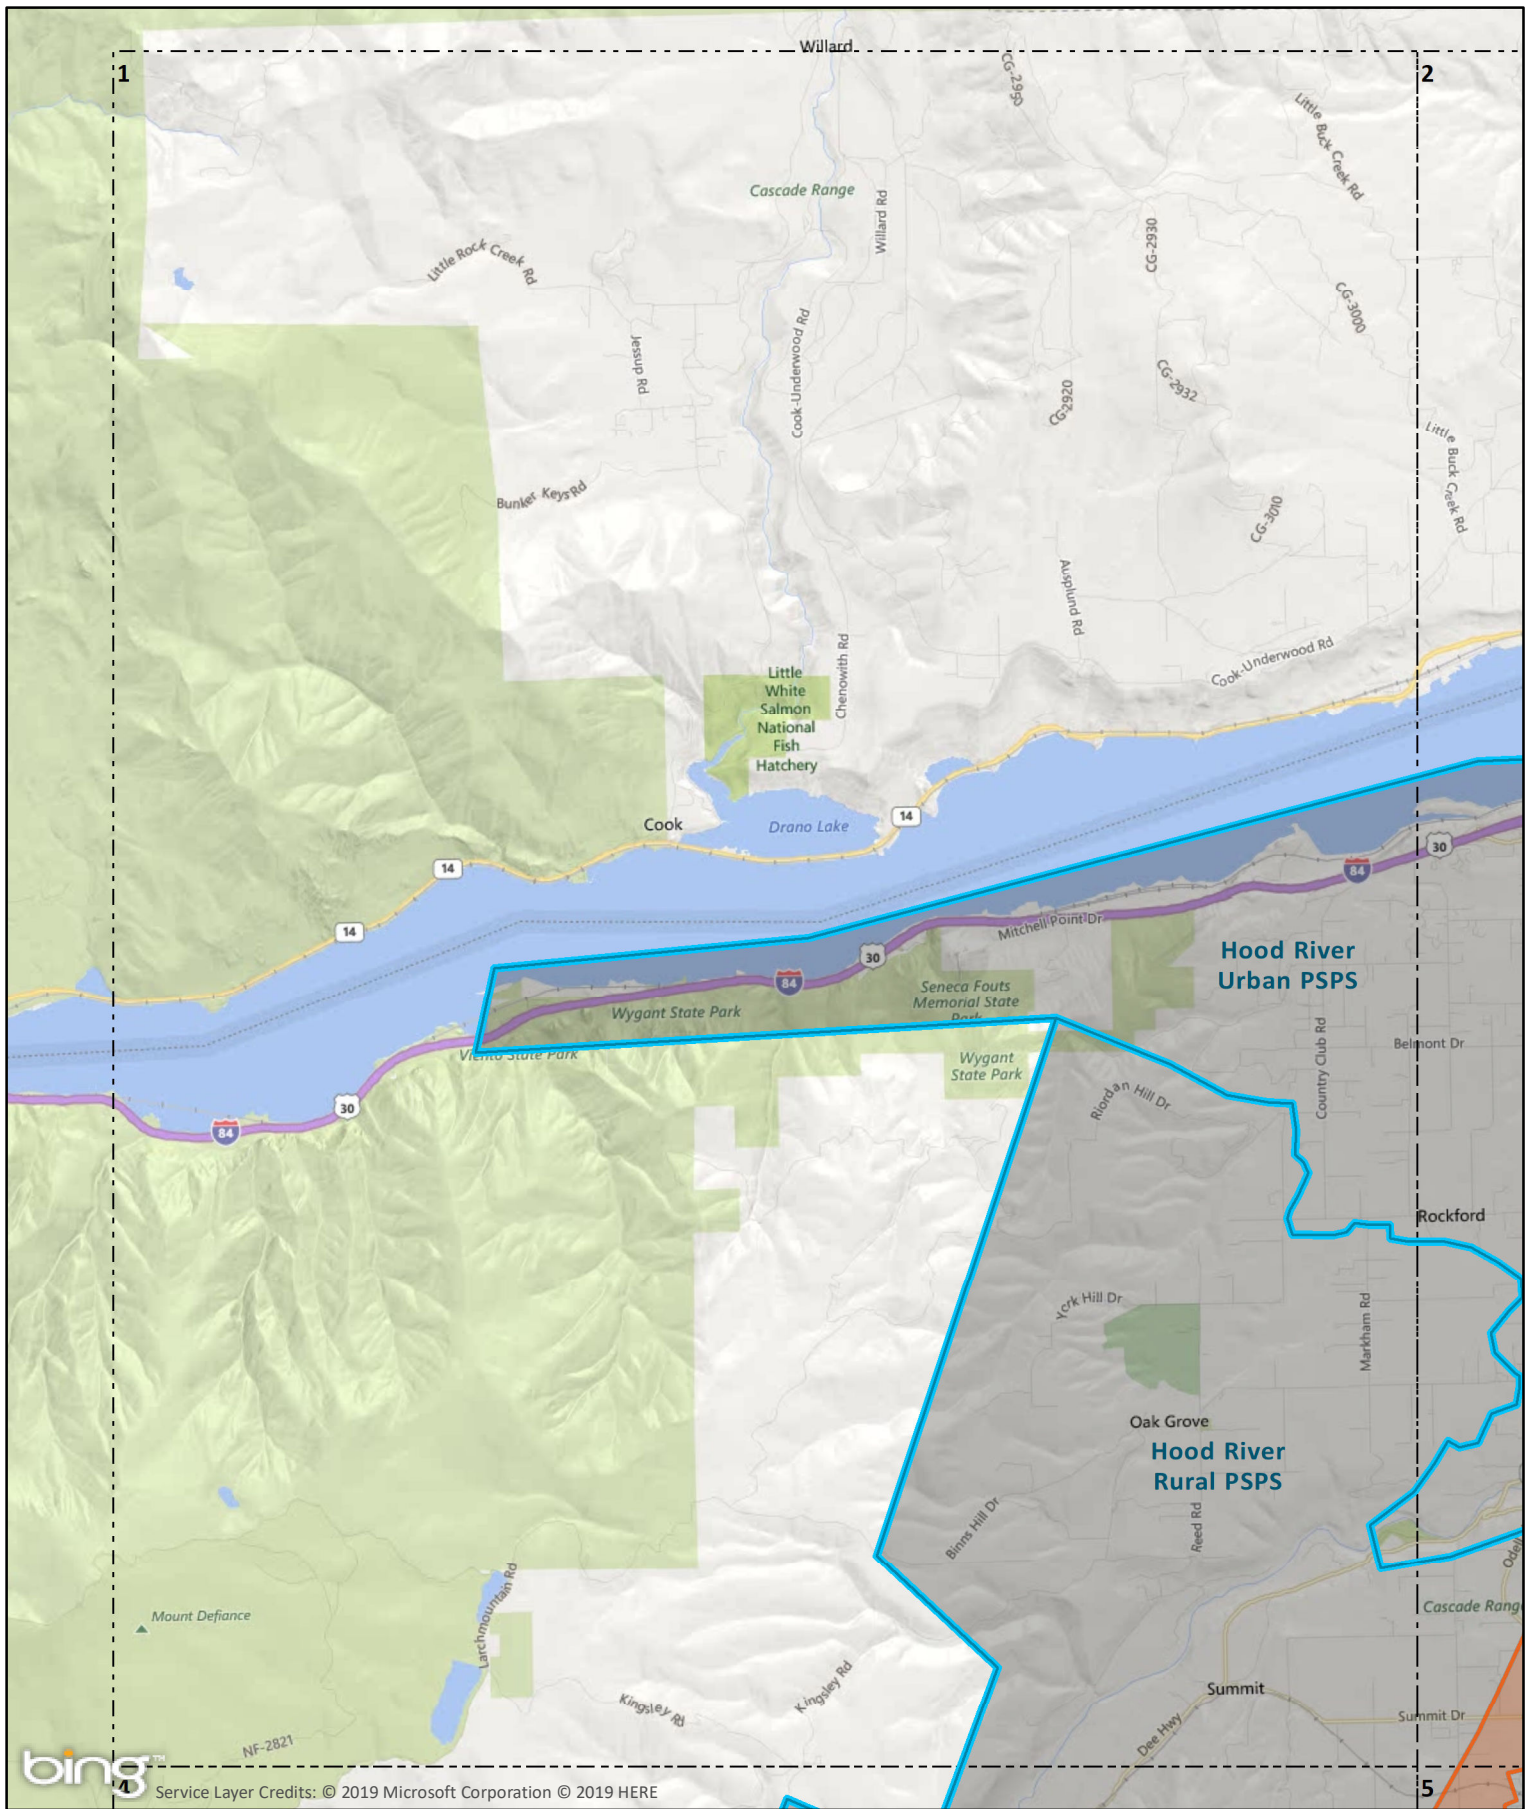 Willard
1
2
CG-2950
Little Buck Creek Rd
Cascade Range
Willard Rd
CG-2930
Little Rock Creek Rd
CG-3000
Jessup Rd
Cook-Underwood Rd
CG-2932
CG-2920
Little Buck Creek Rd
Bunker Keys Rd
CG-3010
Ausplund Rd
Chenowith Rd
Cook-Underwood Rd
Little
White
Salmon
National
Fish
Hatchery
Cook
Drano Lake
14
14
14
30
84
Mitchell Point Dr
30
84
Hood River
Urban PSPS
Seneca Fouts
Memorial State
Park
Wygant State Park
Viento State Park
Wygant
State Park
Country Club Rd
Belmont Dr
Riordan Hill Dr
30
84
Rockford
York Hill Dr
Markham Rd
Oak Grove
Hood River
Rural PSPS
Binns Hill Dr
Reed Rd
Odell
Larchmountain Rd
Mount Defiance
Cascade Range
Kingsley Rd
Kingsley Rd
Summit
Summit Dr
Dee Hwy
NF-2821
bing™
4
Service Layer Credits: © 2019 Microsoft Corporation © 2019 HERE
5